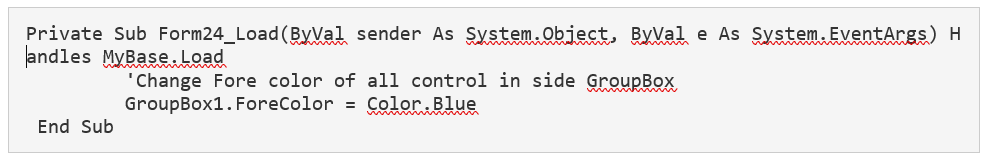 Private Sub Form24_Load(ByVal sender As System.Object, ByVal e As System.EventArgs) H
andles MyBase.Load
'Change Fore color of all control in side GroupBox
GroupBox1.ForeColor = Color.Blue
End Sub